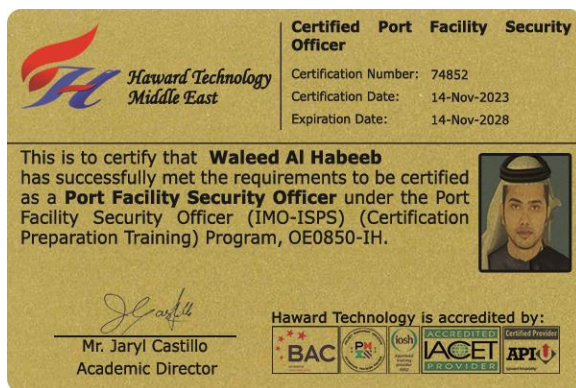 Haward Technology
Middle East
Certified Port Facility Security
Officer
Certification Number: 74852
Certification Date: 14-Nov-2023
Expiration Date: 14-Nov-2028
This is to certify that Waleed Al Habeeb
has successfully met the requirements to be certified
as a Port Facility Security Officer under the Port
Facility Security Officer (IMO-ISPS) (Certification
Preparation Training) Program, OE0850-IH.
Mr. Jaryl Castillo
Academic Director
Haward Technology is accredited by:
BAC
iosh
ACCREDITED
IACET
PROVIDER
Certified Provider
API